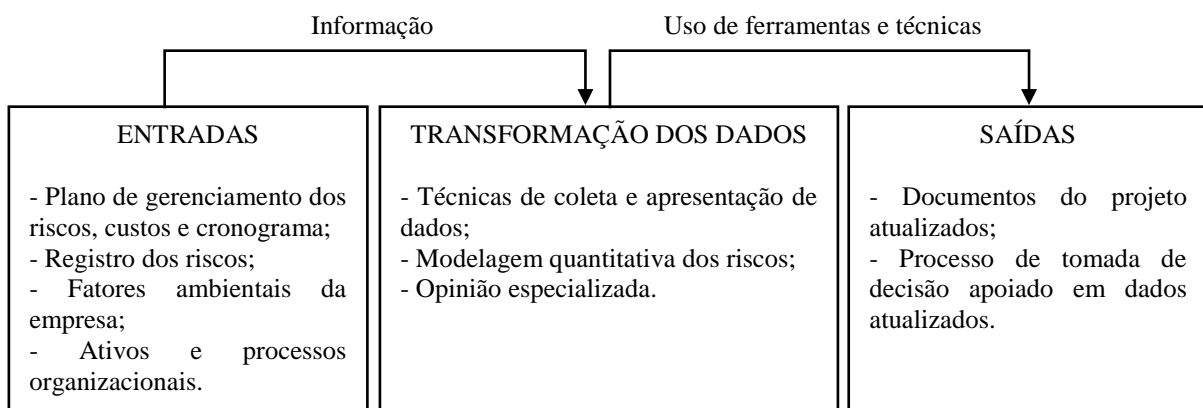 Informação
Uso de ferramentas e técnicas
ENTRADAS
- Plano de gerenciamento dos
riscos, custos e cronograma;
- Registro dos riscos;
- Fatores ambientais da
empresa;
- Ativos e processos
organizacionais.
TRANSFORMAÇÃO DOS DADOS
- Técnicas de coleta e apresentação de
dados;
- Modelagem quantitativa dos riscos;
- Opinião especializada.
SAÍDAS
- Documentos do projeto
atualizados;
- Processo de tomada de
decisão apoiado em dados
atualizados.